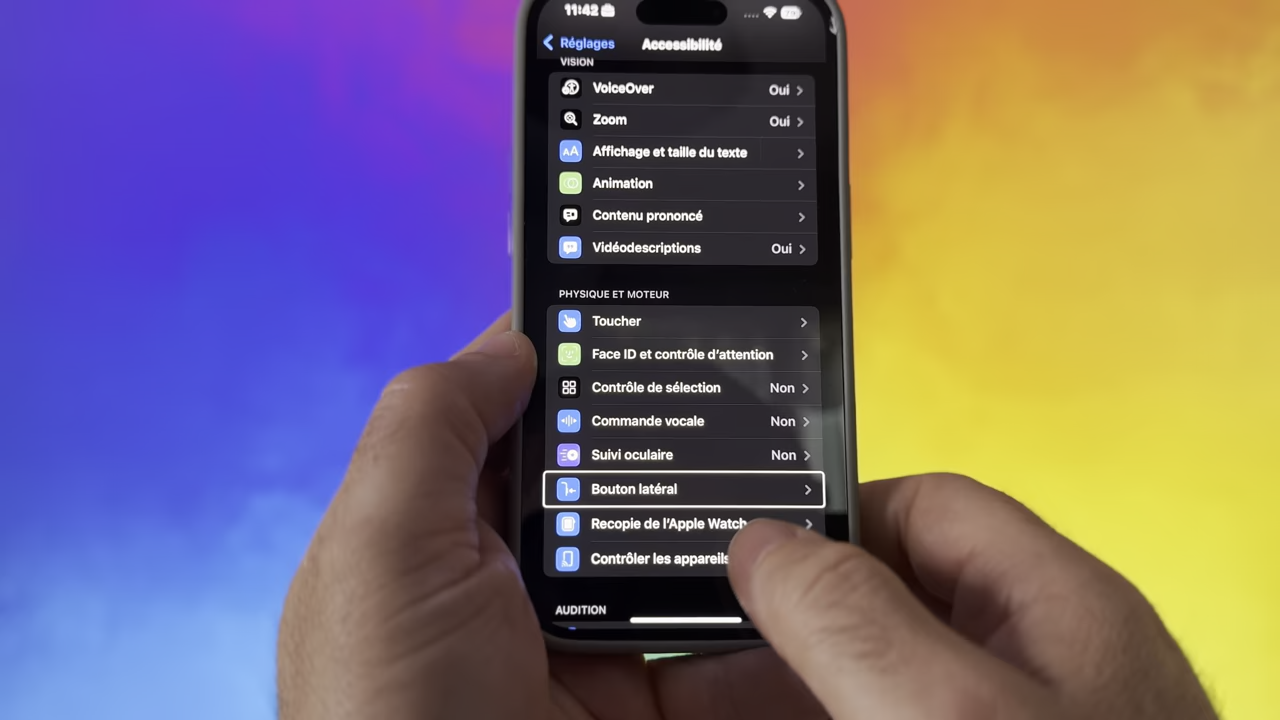 11:42
Réglages
Accessibilité
VISION
VoiceOver
Oui
Zoom
Oui
Affichage et taille du texte
Animation
Contenu prononcé
Vidéodescriptions
Oui
PHYSIQUE ET MOTEUR
Toucher
Face ID et contrôle d’attention
Contrôle de sélection
Non
Commande vocale
Non
Suivi oculaire
Non
Bouton latéral
Recopie de l’Apple Watch
Contrôler les appareils
AUDITION